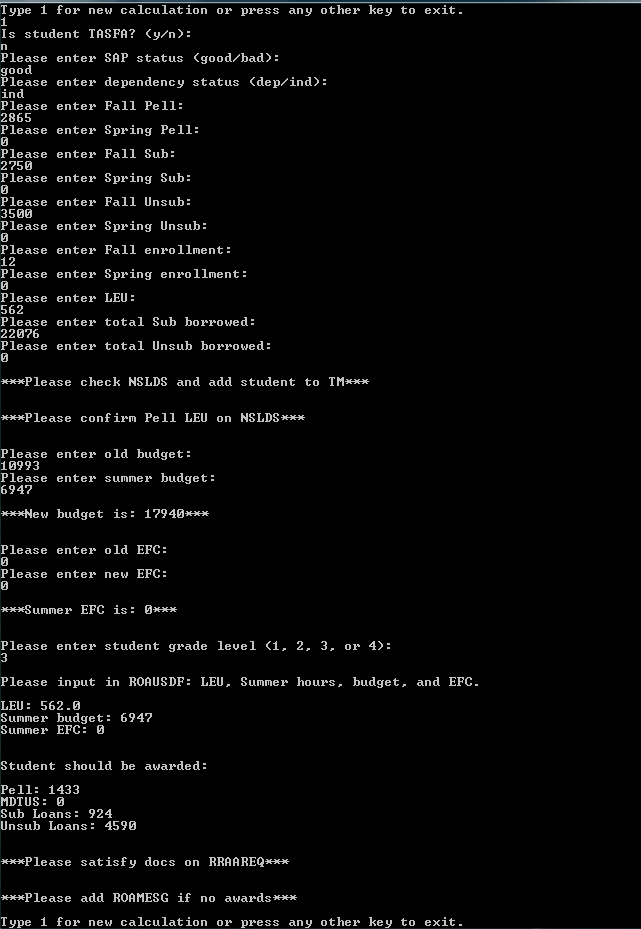 Type 1 for new calculation or press any other key to exit.
1
Is student TASFA? (y/n):
n
Please enter SAP status (good/bad):
good
Please enter dependency status (dep/ind):
ind
Please enter Fall Pell:
2865
Please enter Spring Pell:
0
Please enter Fall Sub:
2750
Please enter Spring Sub:
0
Please enter Fall Unsub:
3500
Please enter Spring Unsub:
0
Please enter Fall enrollment:
12
Please enter Spring enrollment:
0
Please enter LEU:
562
Please enter total Sub borrowed:
22076
Please enter total Unsub borrowed:
0
***Please check NSLDS and add student to TM***
***Please confirm Pell LEU on NSLDS***
Please enter old budget:
10993
Please enter summer budget:
6947
***New budget is: 17940***
Please enter old EFC:
0
Please enter new EFC:
0
***Summer EFC is: 0***
Please enter student grade level (1, 2, 3, or 4):
3
Please input in ROAUSDF: LEU, Summer hours, budget, and EFC.
LEU: 562.0
Summer budget: 6947
Summer EFC: 0
Student should be awarded:
Pell: 1433
MDTUS: 0
Sub Loans: 924
Unsub Loans: 4590
***Please satisfy docs on RRAAREQ***
***Please add ROAMESG if no awards***
Type 1 for new calculation or press any other key to exit.